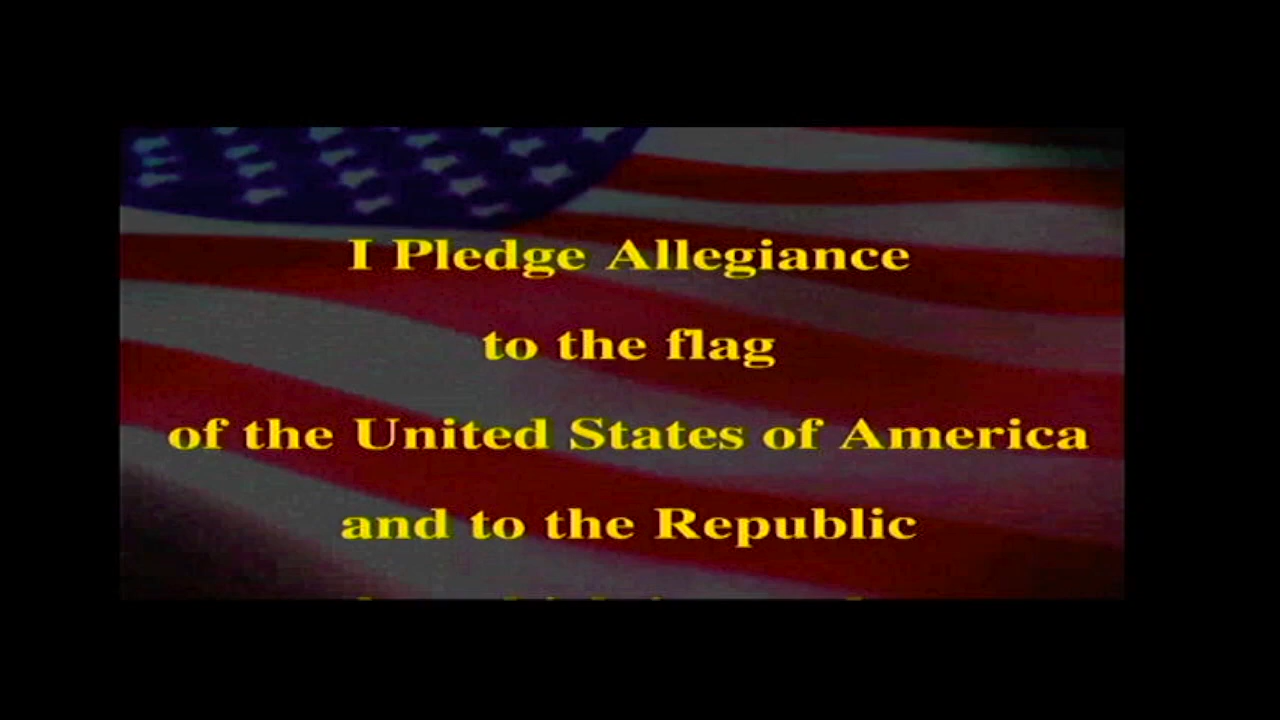 I Pledge Allegiance
to the flag
of the United States of America
and to the Republic